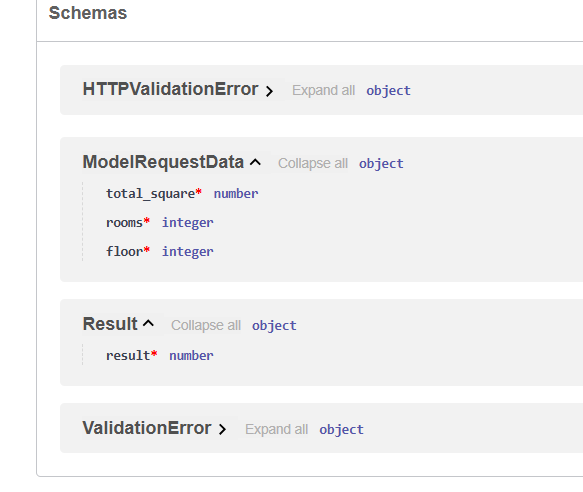 Schemas
HTTPValidationError Expand all object
ModelRequestData Collapse all object
total_square* number
rooms* integer
floor* integer
Result Collapse all object
result* number
ValidationError Expand all object